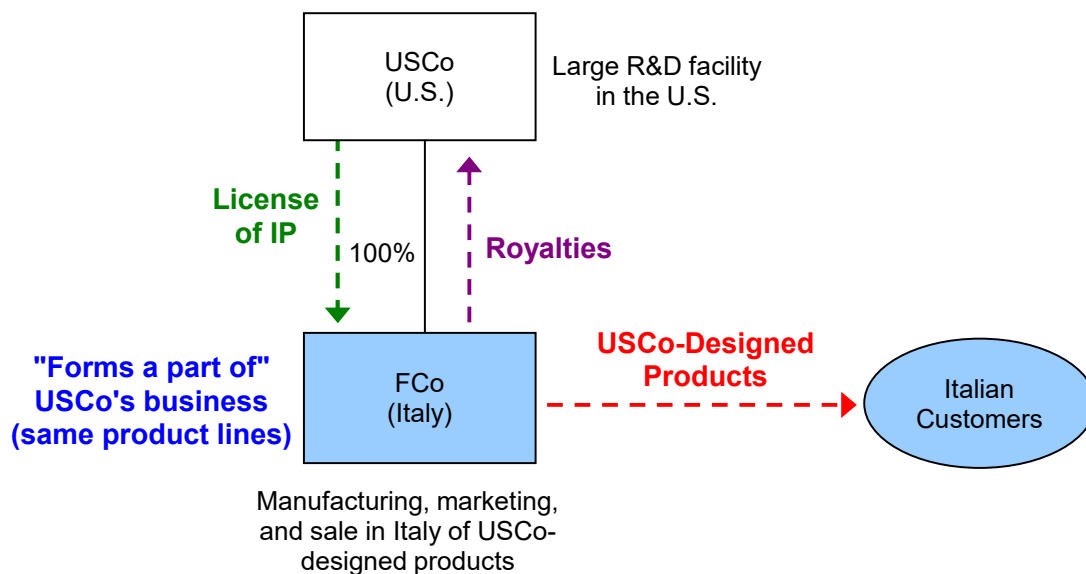 USCo
(U.S.)
Large R&D facility
in the U.S.
License
of IP
100%
Royalties
"Forms a part of"
USCo's business
(same product lines)
FCo
(Italy)
USCo-Designed
Products
Italian
Customers
Manufacturing, marketing,
and sale in Italy of USCo-
designed products